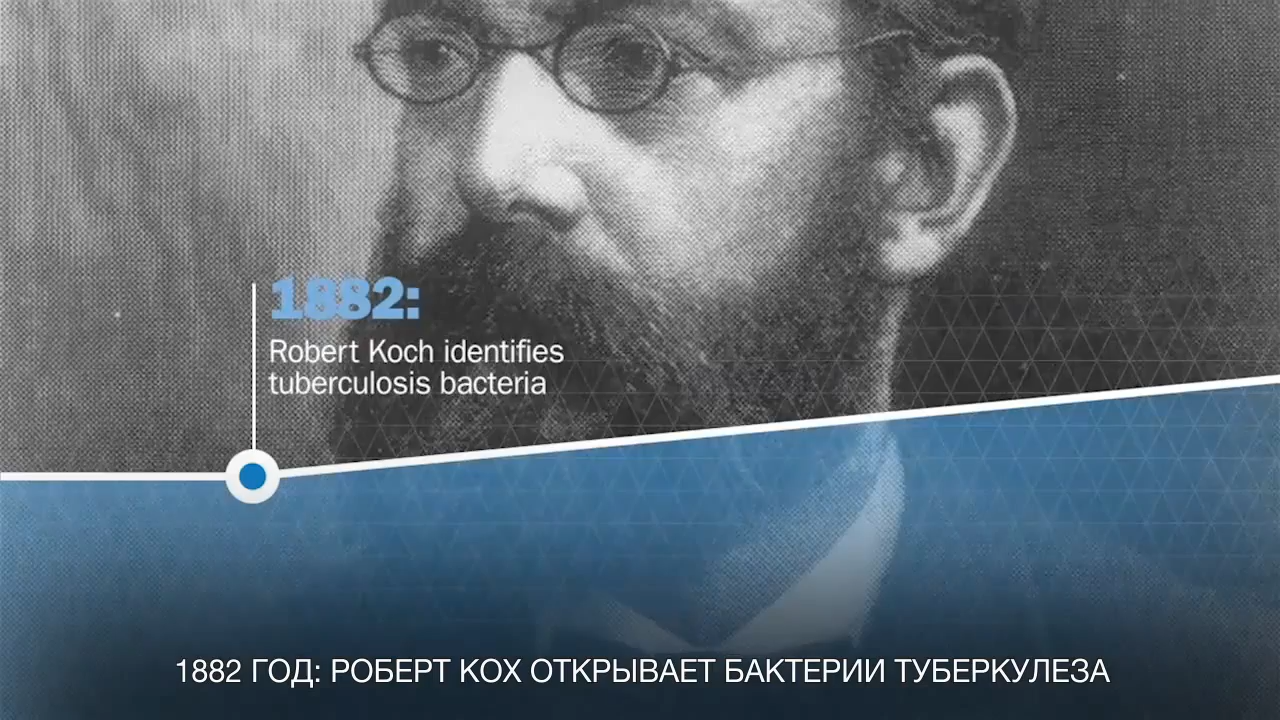 1882:
Robert Koch identifies
tuberculosis bacteria
1882 ГОД: РОБЕРТ КОХ ОТКРЫВАЕТ БАКТЕРИИ ТУБЕРКУЛЕЗА